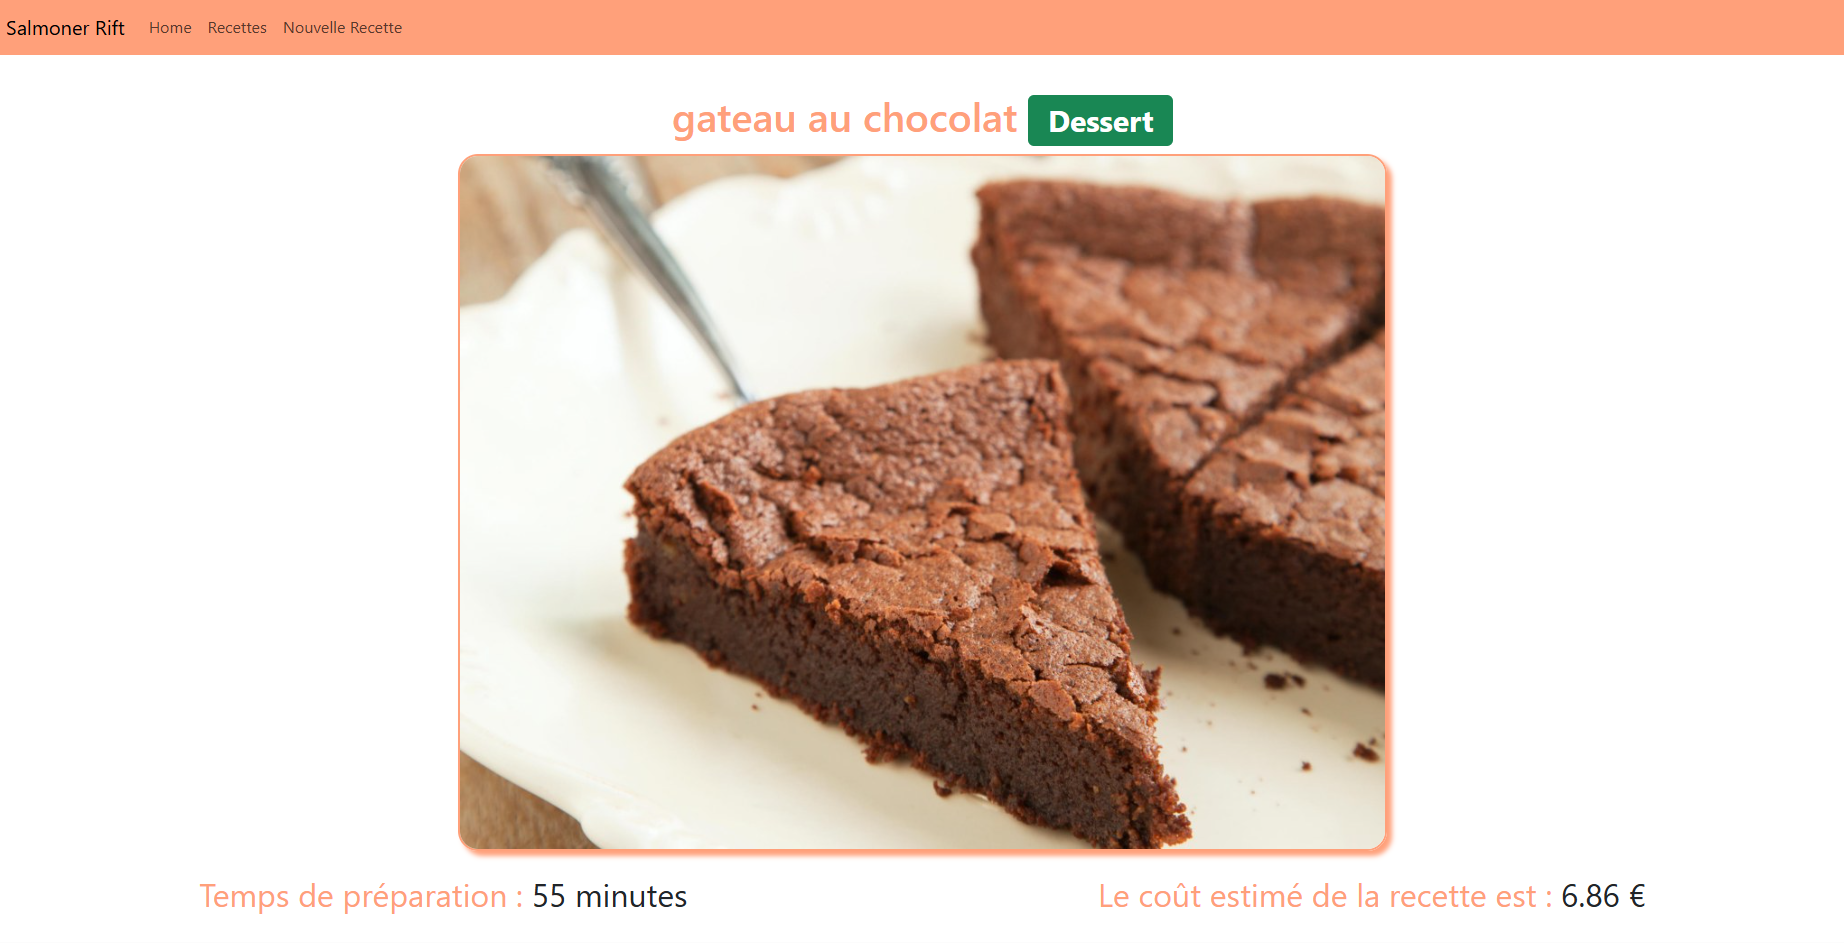 Salmoner Rift Home Recettes Nouvelle Recette
gateau au chocolat Dessert
Temps de préparation : 55 minutes Le coût estimé de la recette est : 6.86 €